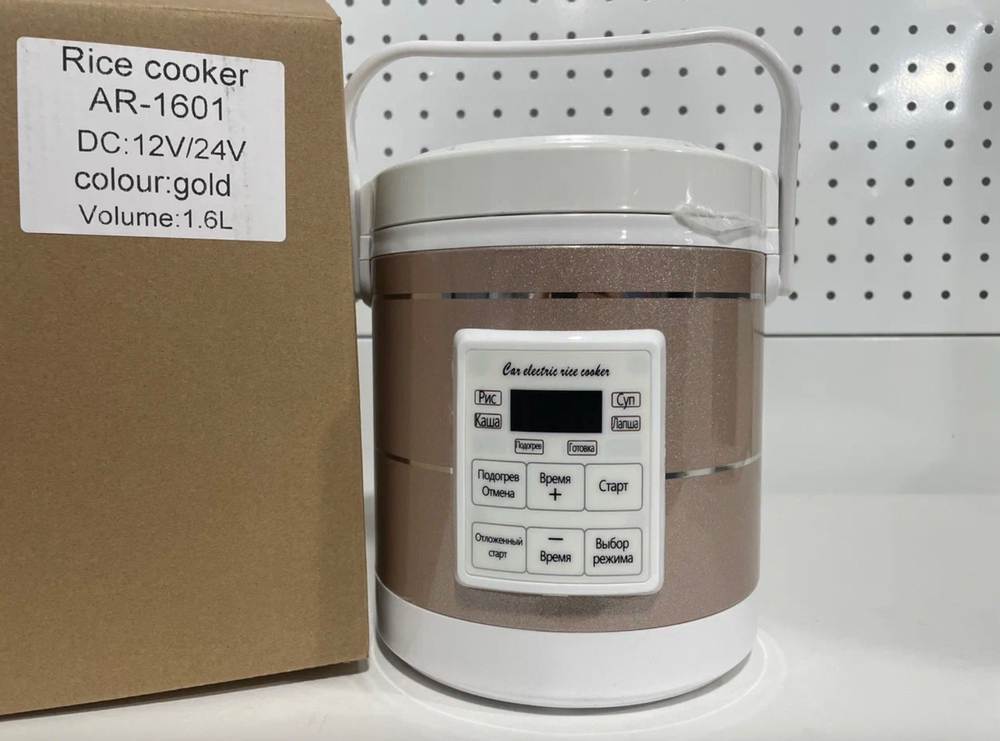 Rice cooker
AR-1601
DC:12V/24V
colour:gold
Volume:1.6L
Car electric rice cooker
Рис
Суп
Каша
Лапша
Подогрев
Готовка
Подогрев
Отмена
Время
+
Старт
Отложенный
старт
—
Время
Выбор
режима